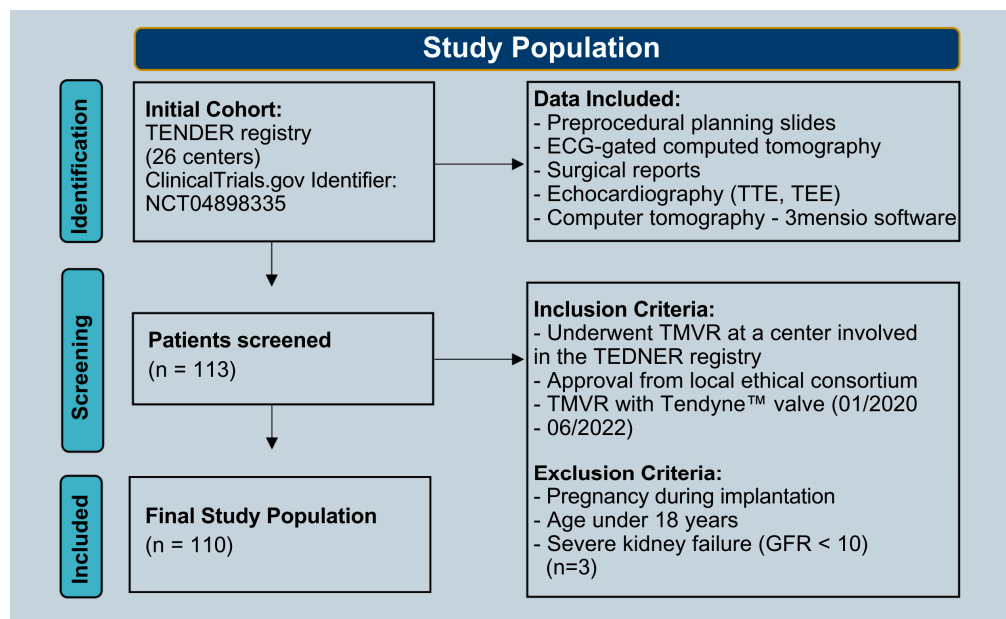 Study Population
Identification
Initial Cohort:
TENDER registry
(26 centers)
ClinicalTrials.gov Identifier:
NCT04898335
Data Included:
- Preprocedural planning slides
- ECG-gated computed tomography
- Surgical reports
- Echocardiography (TTE, TEE)
- Computer tomography - 3mensio software
Screening
Patients screened
(n = 113)
Inclusion Criteria:
- Underwent TMVR at a center involved
in the TEDNER registry
- Approval from local ethical consortium
- TMVR with Tendyne™ valve (01/2020
- 06/2022)
Exclusion Criteria:
- Pregnancy during implantation
- Age under 18 years
- Severe kidney failure (GFR < 10)
(n=3)
Included
Final Study Population
(n = 110)